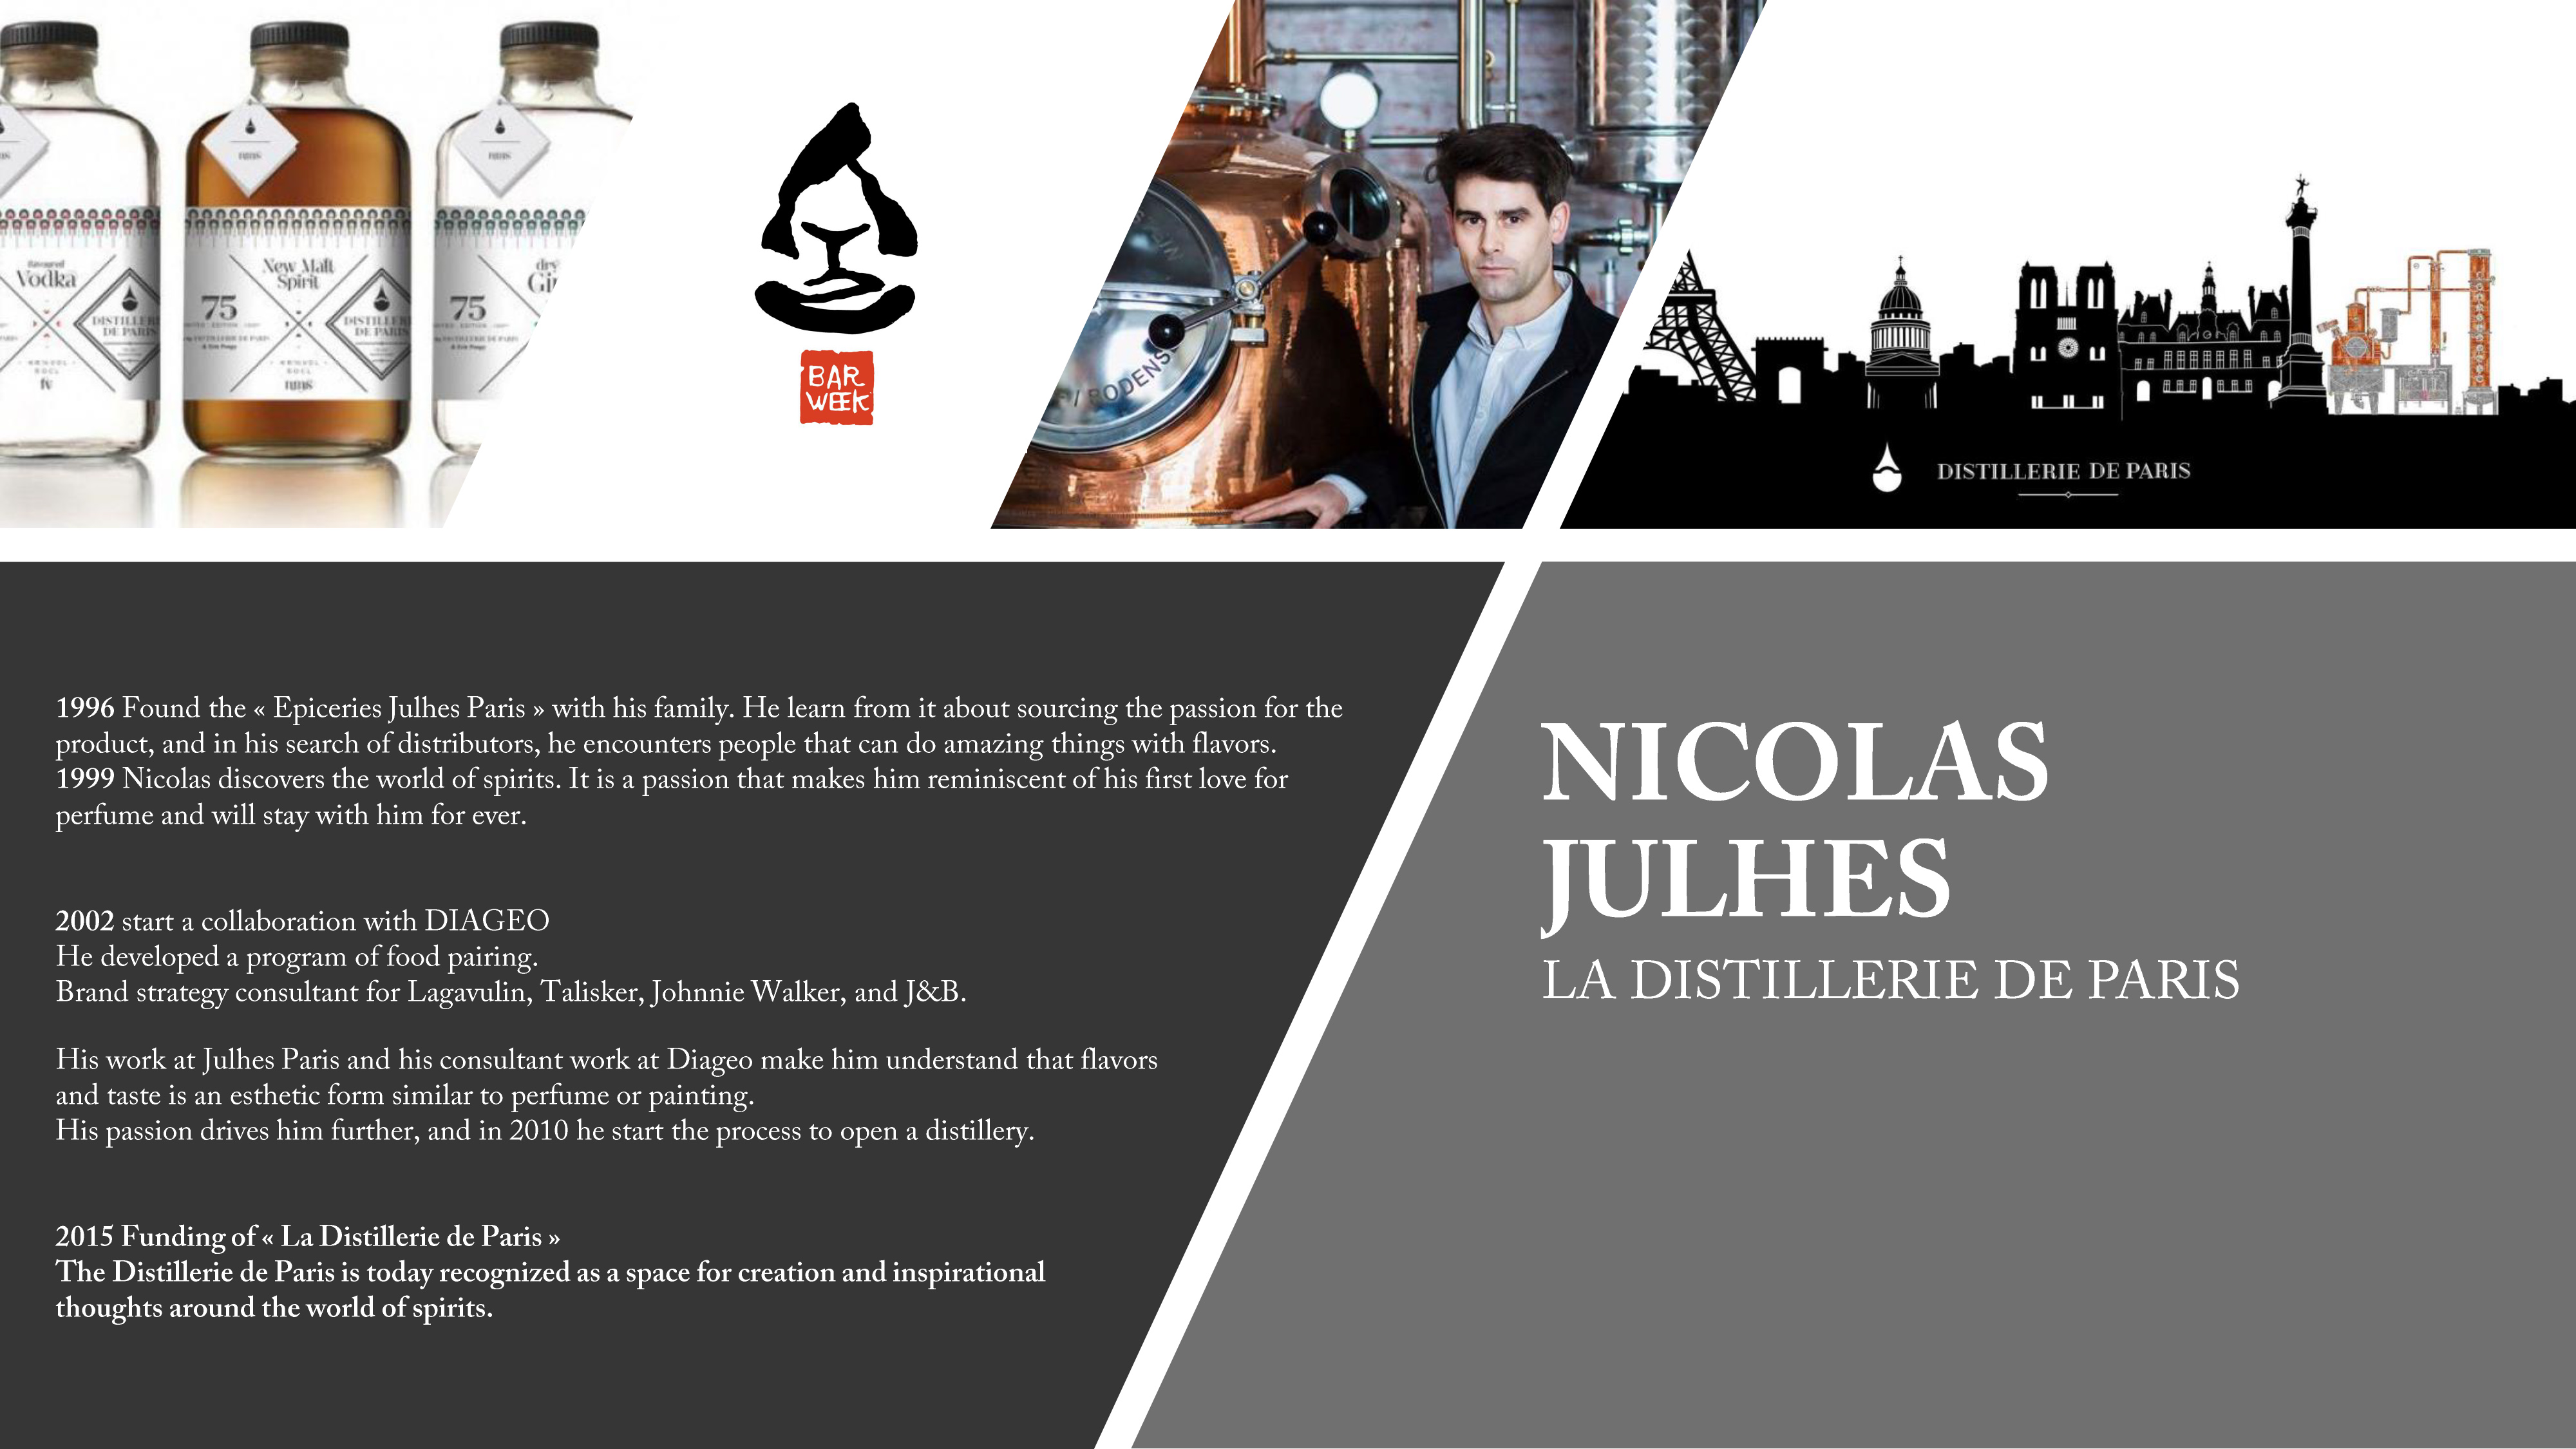 flavoured
Vodka
DISTILLERIE
DE PARIS
New Malt
Spirit
75
DISTILLERIE
DE PARIS
nms
dry
75
BAR
WEEK
RODENS
DISTILLERIE DE PARIS
1996 Found the « Epiceries Julhes Paris » with his family. He learn from it about sourcing the passion for the
product, and in his search of distributors, he encounters people that can do amazing things with flavors.
1999 Nicolas discovers the world of spirits. It is a passion that makes him reminiscent of his first love for
perfume and will stay with him for ever.
2002 start a collaboration with DIAGEO
He developed a program of food pairing.
Brand strategy consultant for Lagavulin, Talisker, Johnnie Walker, and J&B.
His work at Julhes Paris and his consultant work at Diageo make him understand that flavors
and taste is an esthetic form similar to perfume or painting.
His passion drives him further, and in 2010 he start the process to open a distillery.
2015 Funding of « La Distillerie de Paris »
The Distillerie de Paris is today recognized as a space for creation and inspirational
thoughts around the world of spirits.
NICOLAS
JULHES
LA DISTILLERIE DE PARIS